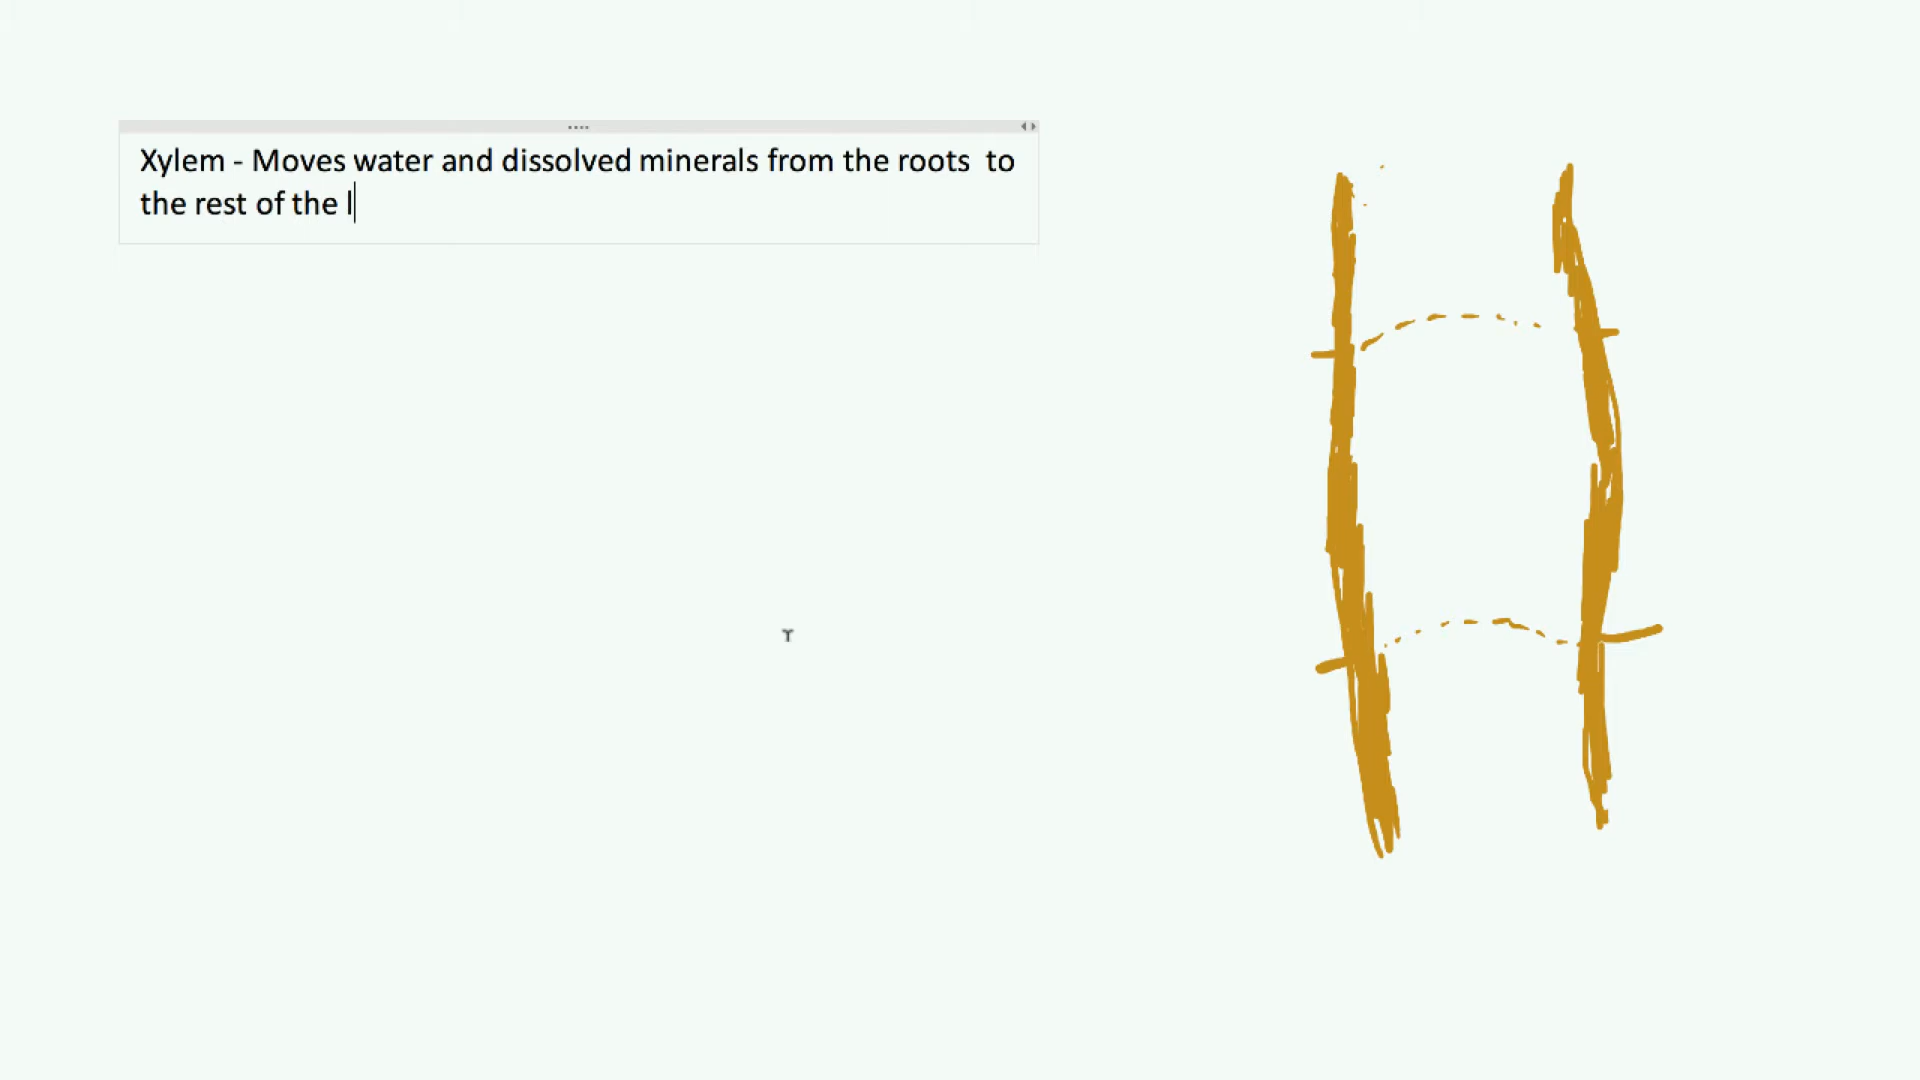 Xylem - Moves water and dissolved minerals from the roots  to
the rest of the l